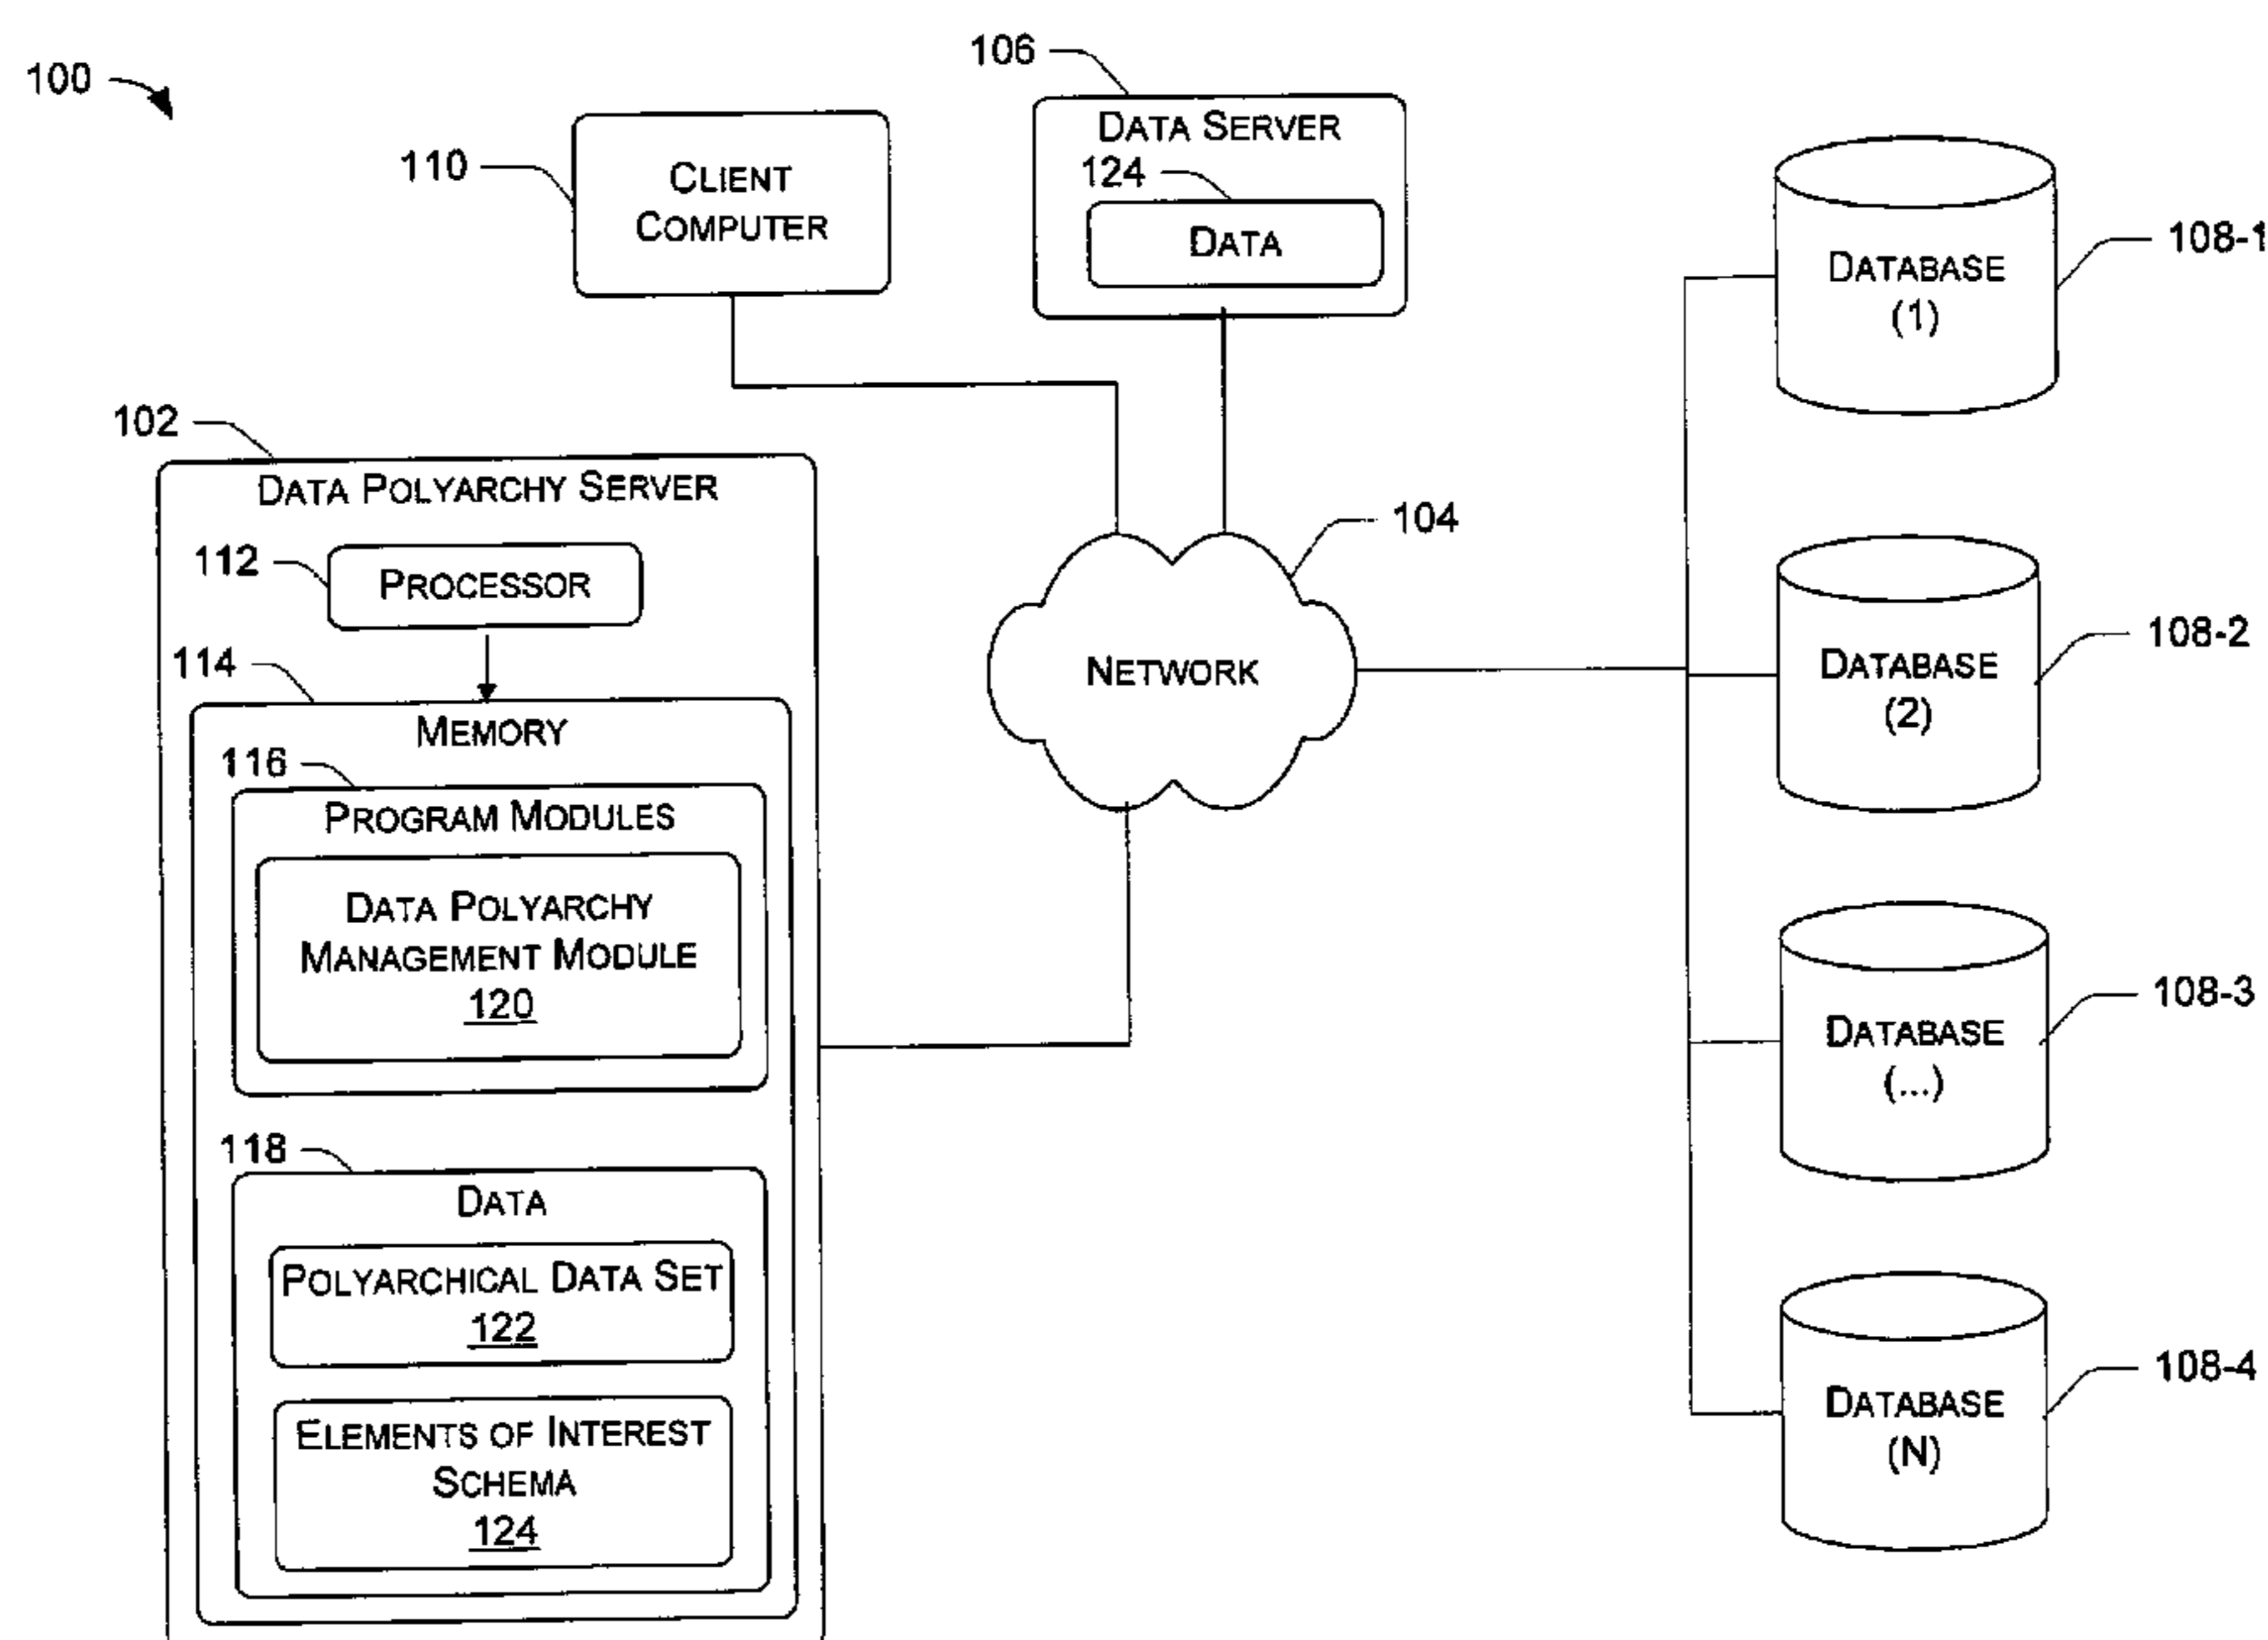 100
106
DATA SERVER
124
DATA
110
CLIENT
COMPUTER
102
DATA POLYARCHY SERVER
112
PROCESSOR
114
MEMORY
116
PROGRAM MODULES
DATA POLYARCHY
MANAGEMENT MODULE
120
118
DATA
POLYARCHICAL DATA SET
122
ELEMENTS OF INTEREST
SCHEMA
124
104
NETWORK
DATABASE
(1)
108-1
DATABASE
(2)
108-2
DATABASE
(...)
108-3
DATABASE
(N)
108-4